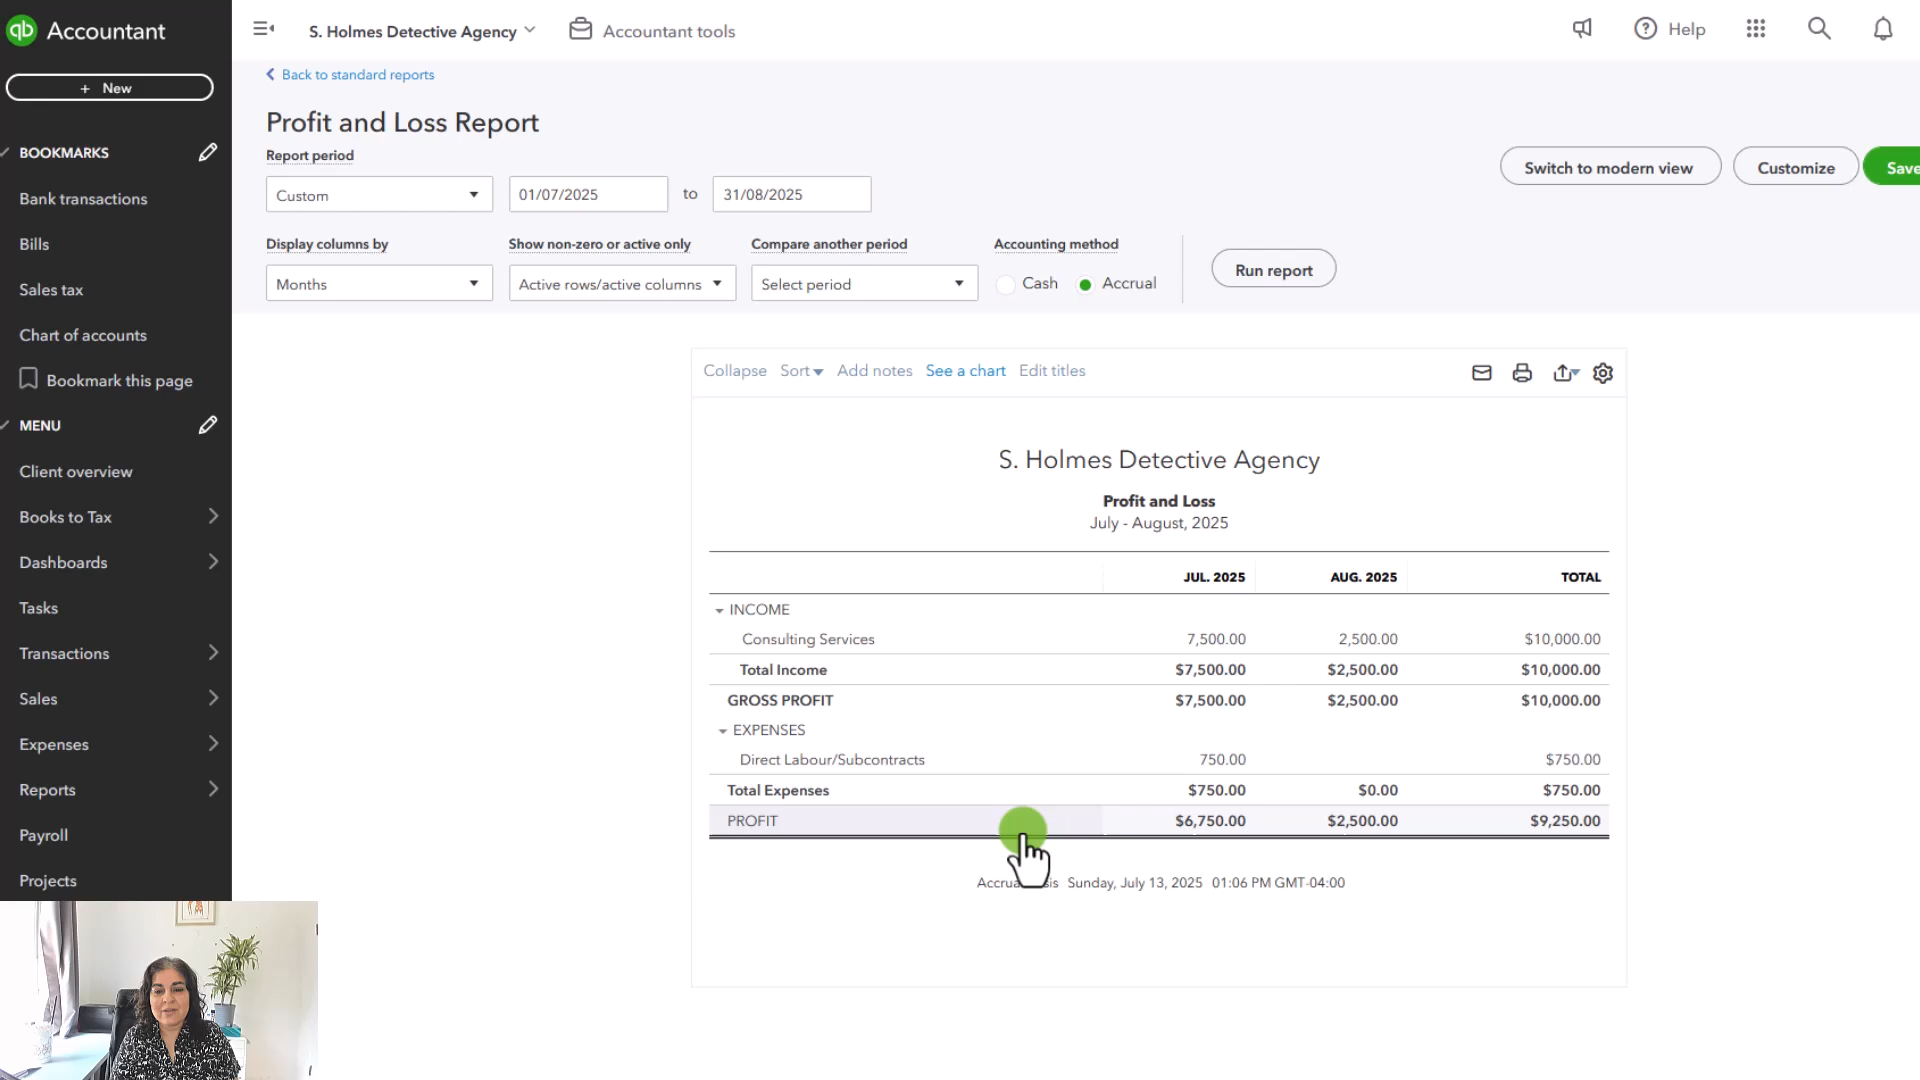 qb Accountant
+ New
BOOKMARKS
Bank transactions
Bills
Sales tax
Chart of accounts
Bookmark this page
MENU
Client overview
Books to Tax
Dashboards
Tasks
Transactions
Sales
Expenses
Reports
Payroll
Projects
S. Holmes Detective Agency
Accountant tools
Help
Back to standard reports
Profit and Loss Report
Report period
Custom 01/07/2025 to 31/08/2025
Switch to modern view Customize Save
Display columns by Show non-zero or active only Compare another period Accounting method
Months Active rows/active columns Select period Cash Accrual Run report
Collapse Sort Add notes See a chart Edit titles
S. Holmes Detective Agency
Profit and Loss
July - August, 2025
JUL. 2025 AUG. 2025 TOTAL
INCOME
Consulting Services 7,500.00 2,500.00 $10,000.00
Total Income $7,500.00 $2,500.00 $10,000.00
GROSS PROFIT $7,500.00 $2,500.00 $10,000.00
EXPENSES
Direct Labour/Subcontracts 750.00 $750.00
Total Expenses $750.00 $0.00 $750.00
PROFIT $6,750.00 $2,500.00 $9,250.00
Sunday, July 13, 2025 01:06 PM GMT-04:00